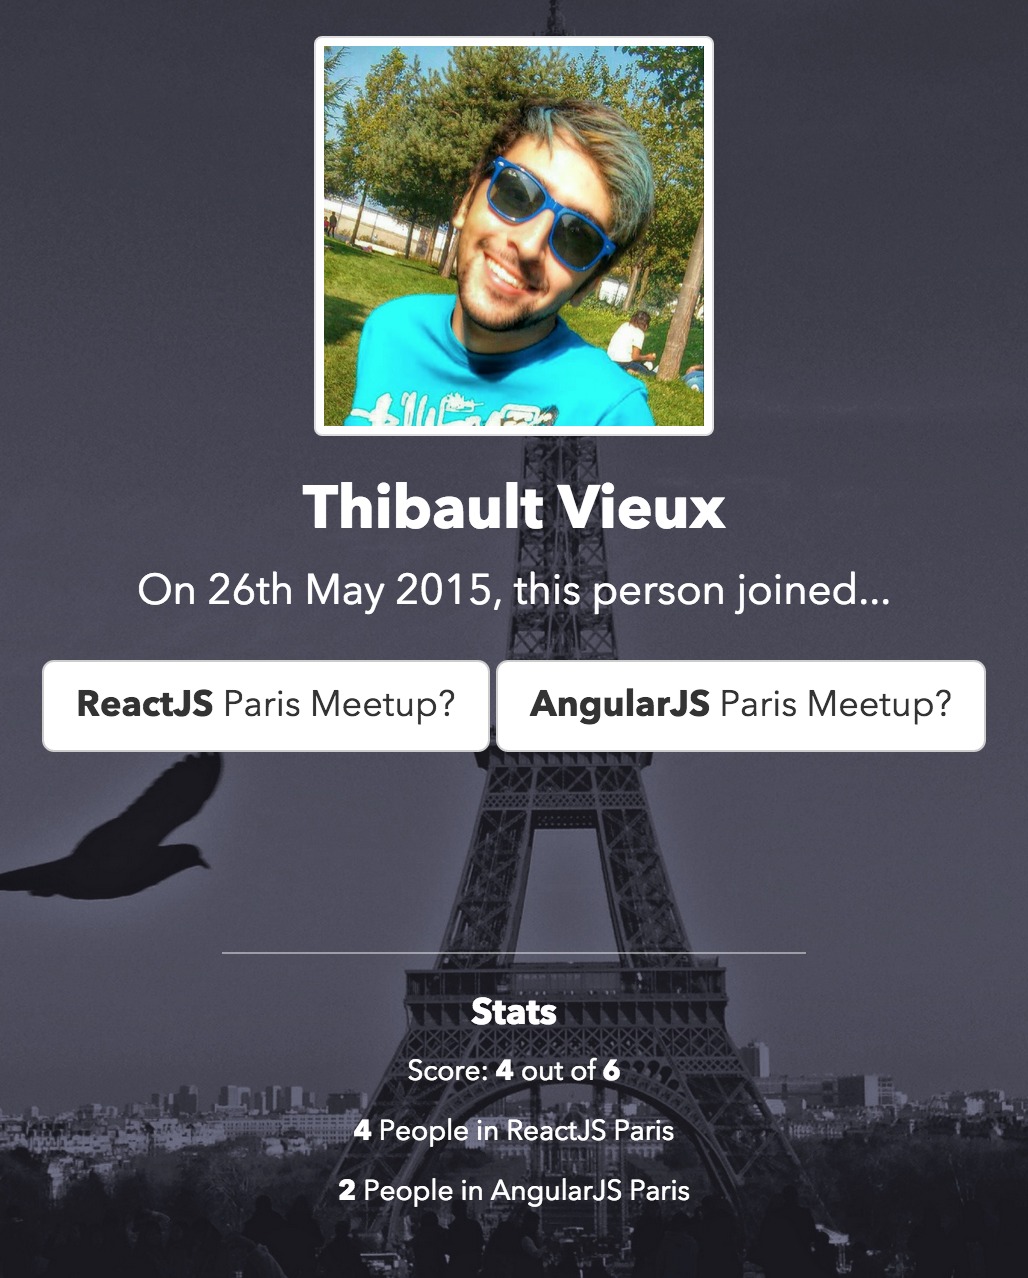 Thibault Vieux
On 26th May 2015, this person joined...
ReactJS Paris Meetup? AngularJS Paris Meetup?
Stats
Score: 4 out of 6
4 People in ReactJS Paris
2 People in AngularJS Paris